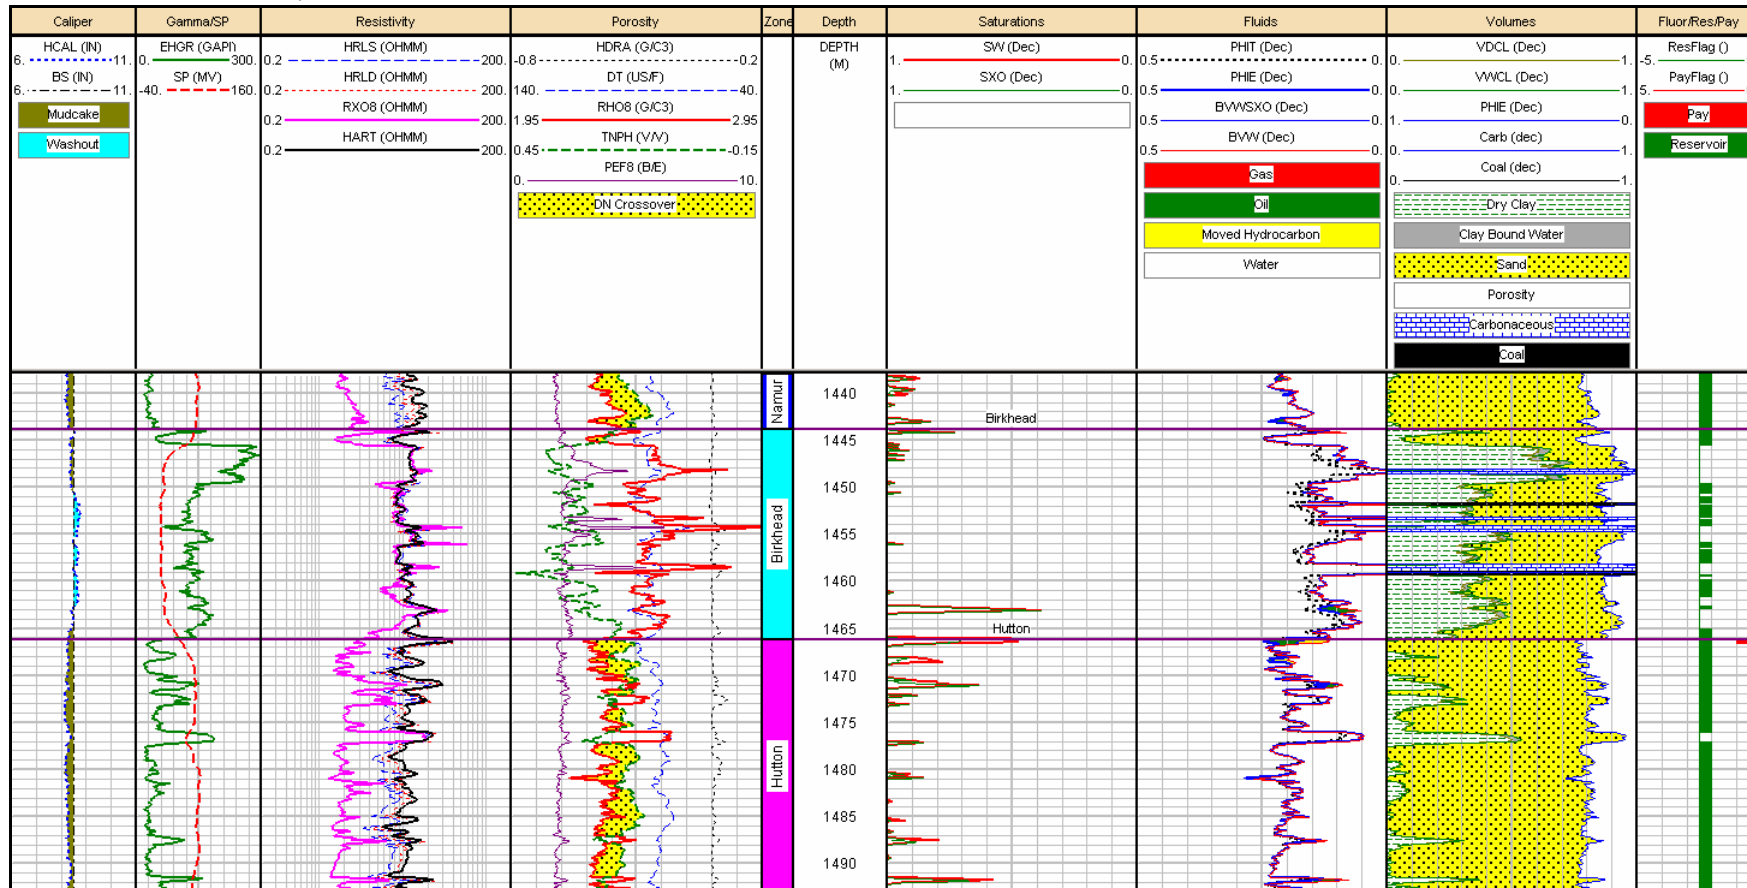 Caliper Gamma/SP Resistivity Porosity Zone Depth Saturations Fluids Volumes Fluor/Res/Pay
HCAL (IN) EHGR (GAPI) HRLS (OHMM) HDRA (G/C3) DEPTH SW (Dec) PHIT (Dec) VDCL (Dec) ResFlag ()
6. 11. 0. 300. 0.2 200. -0.8 0.2 (M) 1. 0. 0.5 0. 0. 1. -5.
BS (IN) SP (MV) HRLD (OHMM) DT (US/F) SXO (Dec) PHIE (Dec) VWCL (Dec) PayFlag ()
6. 11. -40. 160. 0.2 200. 140. 40. 1. 0. 0.5 0. 0. 1. 5.
Mudcake RXO8 (OHMM) RHO8 (G/C3) BVWSXO (Dec) PHIE (Dec) Pay
0.2 200. 1.95 2.95 0.5 0. 1. 0.
Washout HART (OHMM) TNPH (V/V) BVW (Dec) Carb (dec) Reservoir
0.2 200. 0.45 -0.15 0.5 0. 0. 1.
PEF8 (B/E) Gas Coal (dec)
0. 10. 0. 1.
DN Crossover Oil Dry Clay
Moved Hydrocarbon Clay Bound Water
Water Sand
Porosity
Carbonaceous
Coal
Namur
1440
Birkhead
1445
1450
Birkhead
1455
1460
1465
Hutton
1470
1475
Hutton
1480
1485
1490